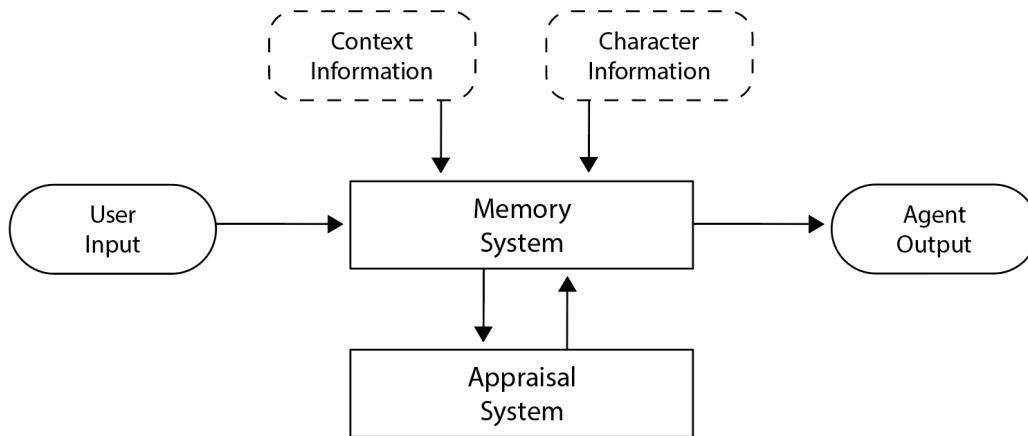 Context
Information
Character
Information
User
Input
Memory
System
Agent
Output
Appraisal
System